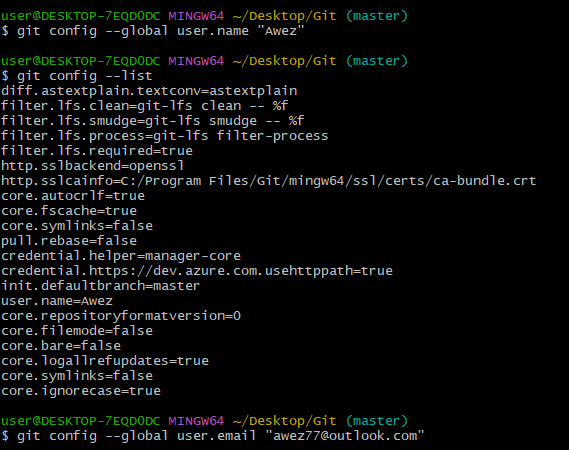 user@DESKTOP-7EQD0DC MINGW64 ~/Desktop/Git (master)
$ git config --global user.name "Awez"
user@DESKTOP-7EQD0DC MINGW64 ~/Desktop/Git (master)
$ git config --list
diff.astextplain.textconv=astextplain
filter.lfs.clean=git-lfs clean -- %f
filter.lfs.smudge=git-lfs smudge -- %f
filter.lfs.process=git-lfs filter-process
filter.lfs.required=true
http.sslbackend=openssl
http.sslcainfo=C:/Program Files/Git/mingw64/ssl/certs/ca-bundle.crt
core.autocrlf=true
core.fscache=true
core.symlinks=false
pull.rebase=false
credential.helper=manager-core
credential.https://dev.azure.com.usehttppath=true
init.defaultbranch=master
user.name=Awez
core.repositoryformatversion=0
core.filemode=false
core.bare=false
core.logallrefupdates=true
core.symlinks=false
core.ignorecase=true
user@DESKTOP-7EQD0DC MINGW64 ~/Desktop/Git (master)
$ git config --global user.email "awez77@outlook.com"